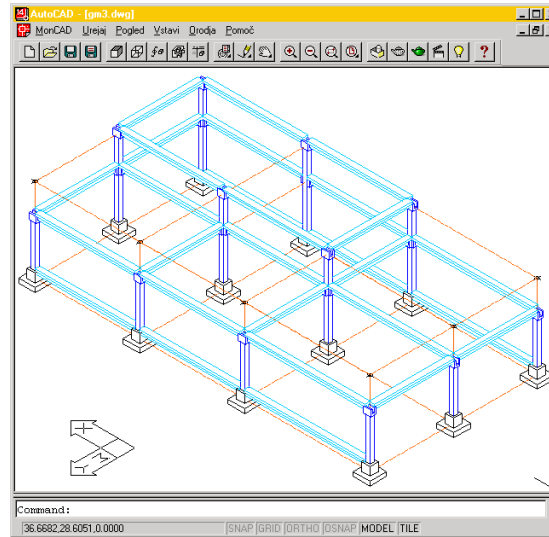 AutoCAD - [gm3.dwg]
MonCAD Urejaj Pogled Vstavi Orodja Pomoč
Command:
36.6682,28.6051,0.0000 SNAP GRID ORTHO OSNAP MODEL TILE